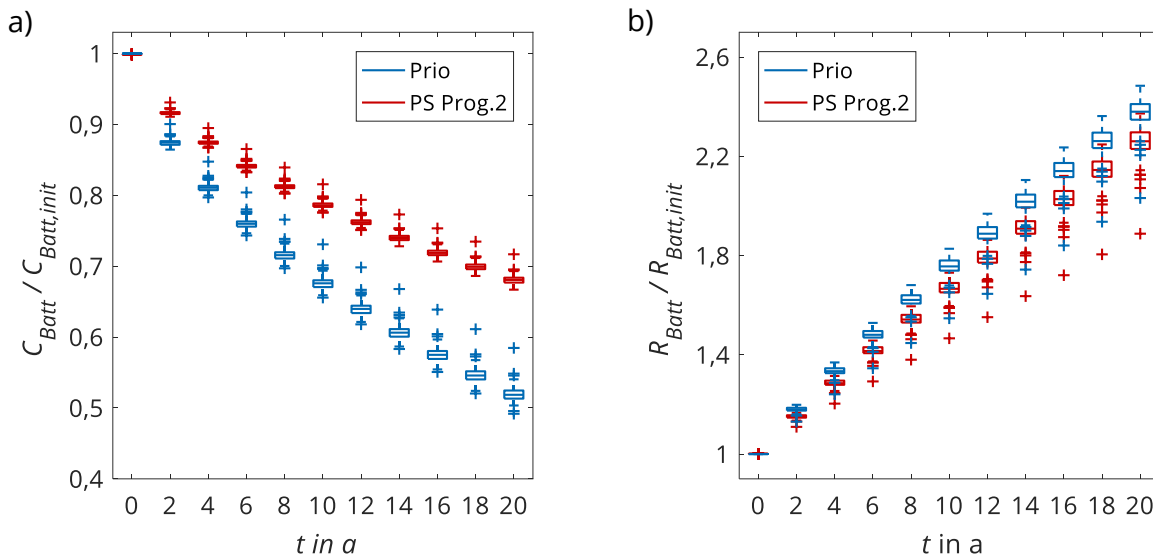 a)
C_Batt / C_Batt,init
1
0,9
0,8
0,7
0,6
0,5
0,4
Prio
PS Prog.2
0 2 4 6 8 10 12 14 16 18 20
t in a
b)
R_Batt / R_Batt,init
2,6
2,2
1,8
1,4
1
Prio
PS Prog.2
0 2 4 6 8 10 12 14 16 18 20
t in a